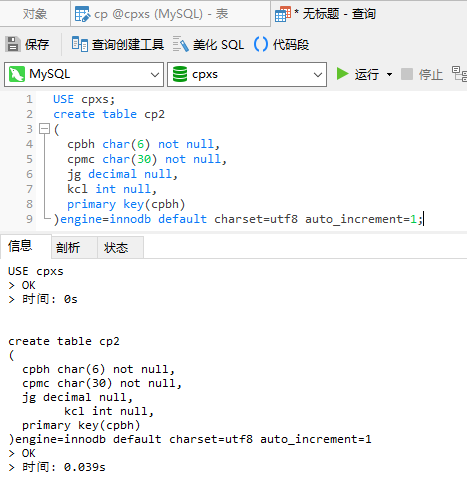 对象 cp @cpxs (MySQL) - 表 * 无标题 - 查询
保存 查询创建工具 美化 SQL () 代码段
MySQL cpxs 运行 停止
1 USE cpxs;
2 create table cp2
3 (
4 cpbh char(6) not null,
5 cpmc char(30) not null,
6 jg decimal null,
7 kcl int null,
8 primary key(cpbh)
9 )engine=innodb default charset=utf8 auto_increment=1;
信息 剖析 状态
USE cpxs
> OK
> 时间: 0s
create table cp2
(
cpbh char(6) not null,
cpmc char(30) not null,
jg decimal null,
kcl int null,
primary key(cpbh)
)engine=innodb default charset=utf8 auto_increment=1
> OK
> 时间: 0.039s